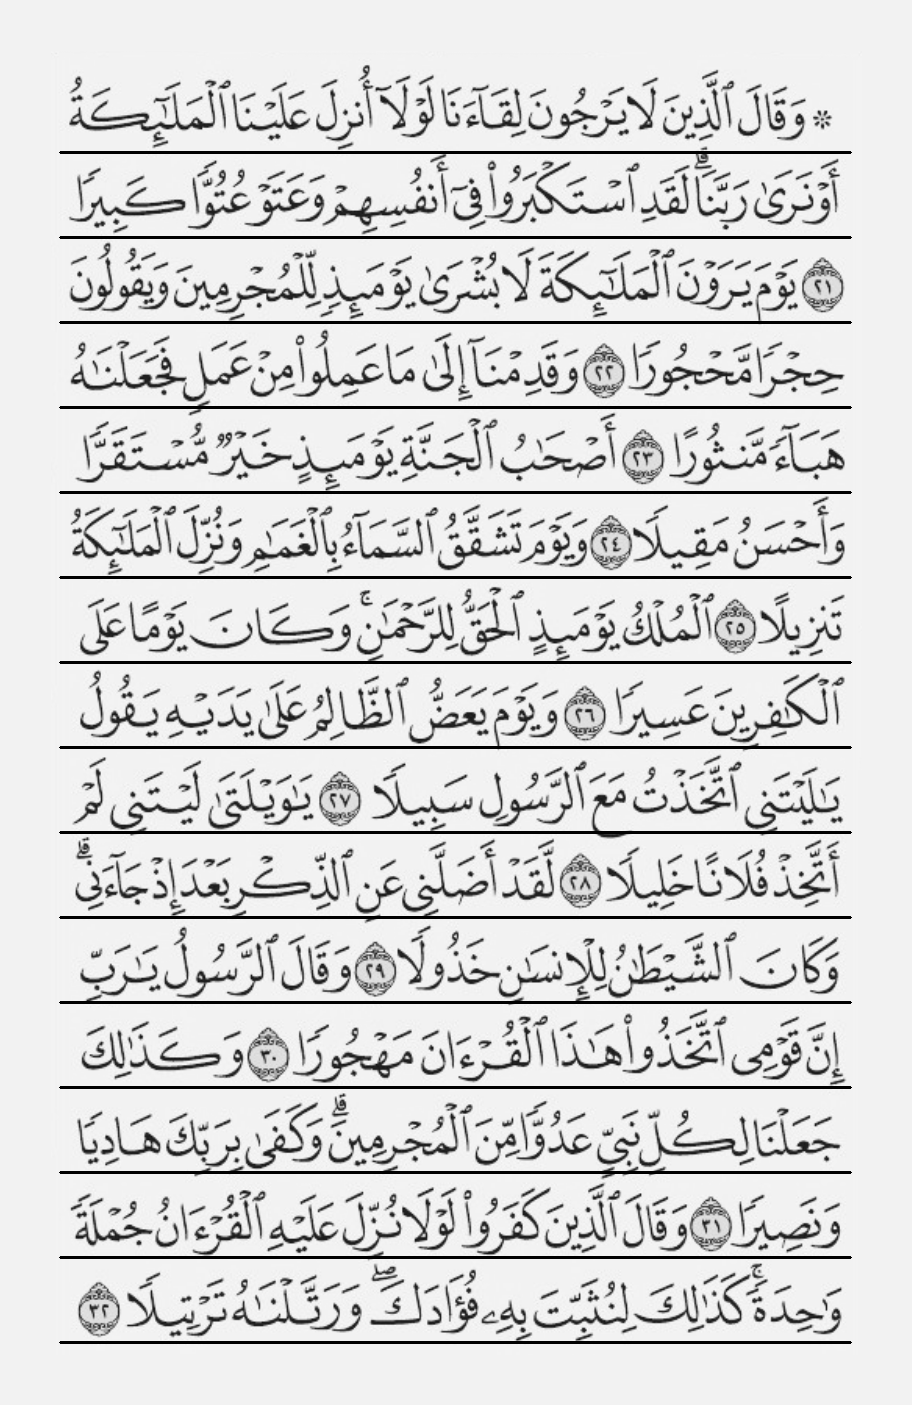 ۞ وَقَالَ ٱلَّذِينَ لَا يَرۡجُونَ لِقَآءَنَا لَوۡلَآ أُنزِلَ عَلَيۡنَا ٱلۡمَلَٰٓئِكَةُ
أَوۡ نَرَىٰ رَبَّنَاۗ لَقَدِ ٱسۡتَكۡبَرُواْ فِيٓ أَنفُسِهِمۡ وَعَتَوۡ عُتُوّٗا كَبِيرٗا
٢١ يَوۡمَ يَرَوۡنَ ٱلۡمَلَٰٓئِكَةَ لَا بُشۡرَىٰ يَوۡمَئِذٖ لِّلۡمُجۡرِمِينَ وَيَقُولُونَ
حِجۡرٗا مَّحۡجُورٗا ٢٢ وَقَدِمۡنَآ إِلَىٰ مَا عَمِلُواْ مِنۡ عَمَلٖ فَجَعَلۡنَٰهُ
هَبَآءٗ مَّنثُورًا ٢٣ أَصۡحَٰبُ ٱلۡجَنَّةِ يَوۡمَئِذٍ خَيۡرٞ مُّسۡتَقَرّٗا
وَأَحۡسَنُ مَقِيلٗا ٢٤ وَيَوۡمَ تَشَقَّقُ ٱلسَّمَآءُ بِٱلۡغَمَٰمِ وَنُزِّلَ ٱلۡمَلَٰٓئِكَةُ
تَنزِيلًا ٢٥ ٱلۡمُلۡكُ يَوۡمَئِذٍ ٱلۡحَقُّ لِلرَّحۡمَٰنِۚ وَكَانَ يَوۡمًا عَلَى
ٱلۡكَٰفِرِينَ عَسِيرٗا ٢٦ وَيَوۡمَ يَعَضُّ ٱلظَّالِمُ عَلَىٰ يَدَيۡهِ يَقُولُ
يَٰلَيۡتَنِي ٱتَّخَذۡتُ مَعَ ٱلرَّسُولِ سَبِيلٗا ٢٧ يَٰوَيۡلَتَىٰ لَيۡتَنِي لَمۡ
أَتَّخِذۡ فُلَانًا خَلِيلٗا ٢٨ لَّقَدۡ أَضَلَّنِي عَنِ ٱلذِّكۡرِ بَعۡدَ إِذۡ جَآءَنِيۗ
وَكَانَ ٱلشَّيۡطَٰنُ لِلۡإِنسَٰنِ خَذُولٗا ٢٩ وَقَالَ ٱلرَّسُولُ يَٰرَبِّ
إِنَّ قَوۡمِي ٱتَّخَذُواْ هَٰذَا ٱلۡقُرۡءَانَ مَهۡجُورٗا ٣٠ وَكَذَٰلِكَ
جَعَلۡنَا لِكُلِّ نَبِيٍّ عَدُوّٗا مِّنَ ٱلۡمُجۡرِمِينَۗ وَكَفَىٰ بِرَبِّكَ هَادِيٗا
وَنَصِيرٗا ٣١ وَقَالَ ٱلَّذِينَ كَفَرُواْ لَوۡلَا نُزِّلَ عَلَيۡهِ ٱلۡقُرۡءَانُ جُمۡلَةٗ
وَٰحِدَةٗۚ كَذَٰلِكَ لِنُثَبِّتَ بِهِۦ فُؤَادَكَۖ وَرَتَّلۡنَٰهُ تَرۡتِيلٗا ٣٢